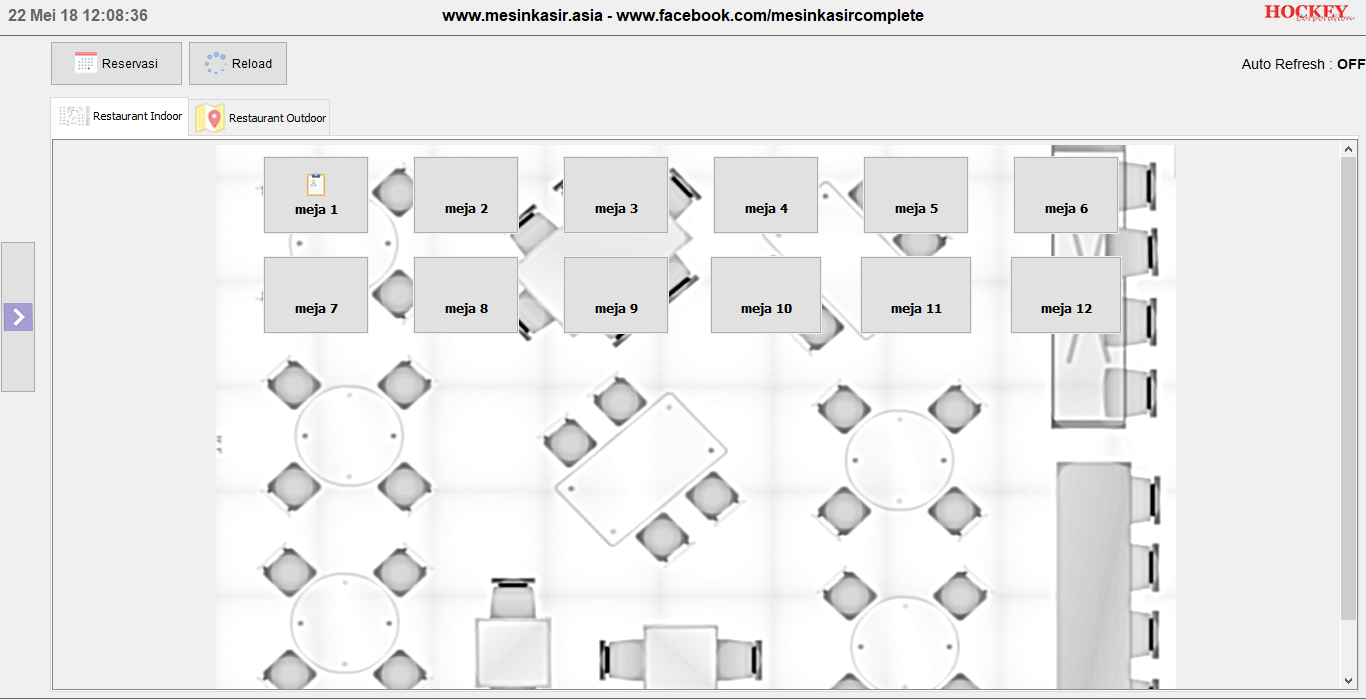 22 Mei 18 12:08:36
www.mesinkasir.asia - www.facebook.com/mesinkasircomplete
HOCKEY
Corporation
Reservasi
Reload
Auto Refresh : OFF
Restaurant Indoor
Restaurant Outdoor
meja 1
meja 2
meja 3
meja 4
meja 5
meja 6
meja 7
meja 8
meja 9
meja 10
meja 11
meja 12